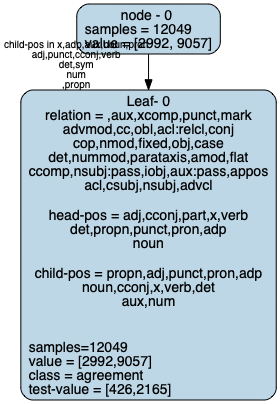 node - 0
samples = 12049
value = [2992, 9057]
child-pos in x,adp,aux,noun,pron
adj,punct,cconj,verb
det,sym
num
,propn
Leaf- 0
relation = ,aux,xcomp,punct,mark
advmod,cc,obl,acl:relcl,conj
cop,nmod,fixed,obj,case
det,nummod,parataxis,amod,flat
ccomp,nsubj:pass,iobj,aux:pass,appos
acl,csubj,nsubj,advcl
head-pos = adj,cconj,part,x,verb
det,propn,punct,pron,adp
noun
child-pos = propn,adj,punct,pron,adp
noun,cconj,x,verb,det
aux,num
samples=12049
value = [2992,9057]
class = agreement
test-value = [426,2165]